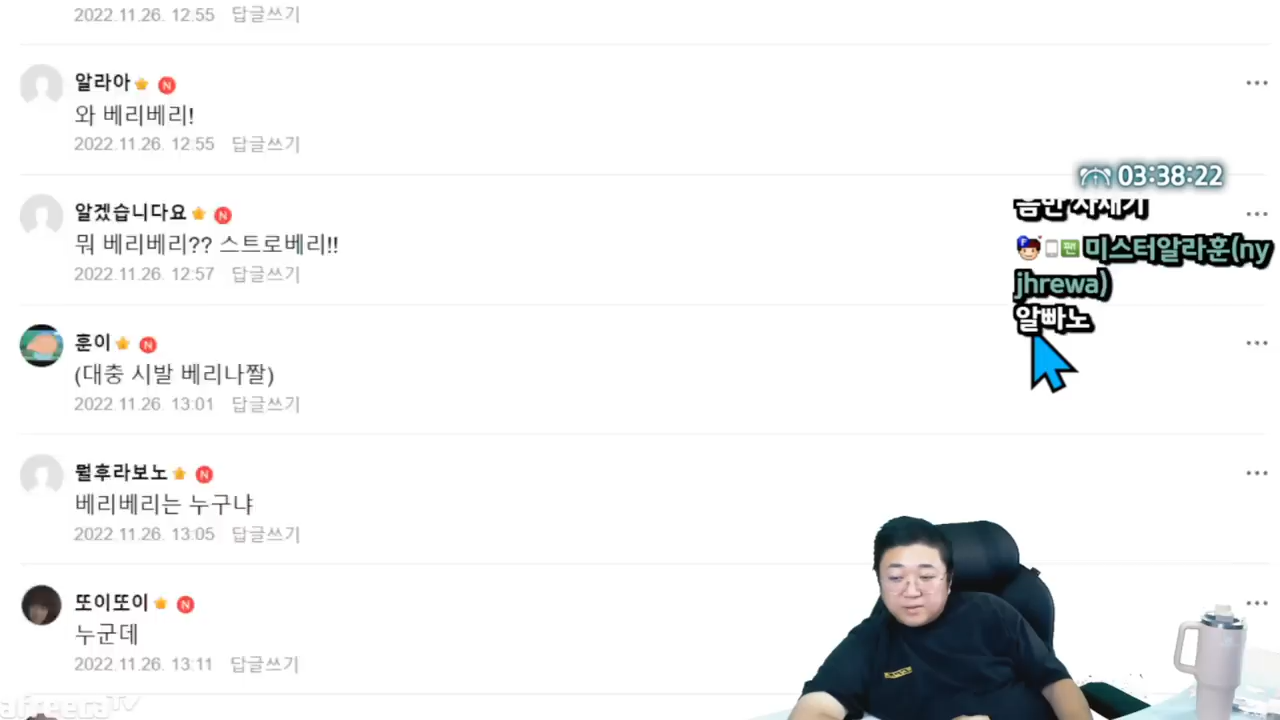 2022.11.26. 12:55 답글쓰기
알라아 N
와 베리베리!
2022.11.26. 12:55 답글쓰기
03:38:22
알겠습니다요 N
뭐 베리베리?? 스트로베리!!
2022.11.26. 12:57 답글쓰기
팬 미스터알라훈(ny
jhrewa)
알빠노
훈이 N
(대충 시발 베리나짤)
2022.11.26. 13:01 답글쓰기
뭘후라보노 N
베리베리는 누구냐
2022.11.26. 13:05 답글쓰기
또이또이 N
누군데
2022.11.26. 13:11 답글쓰기
afreecaTV